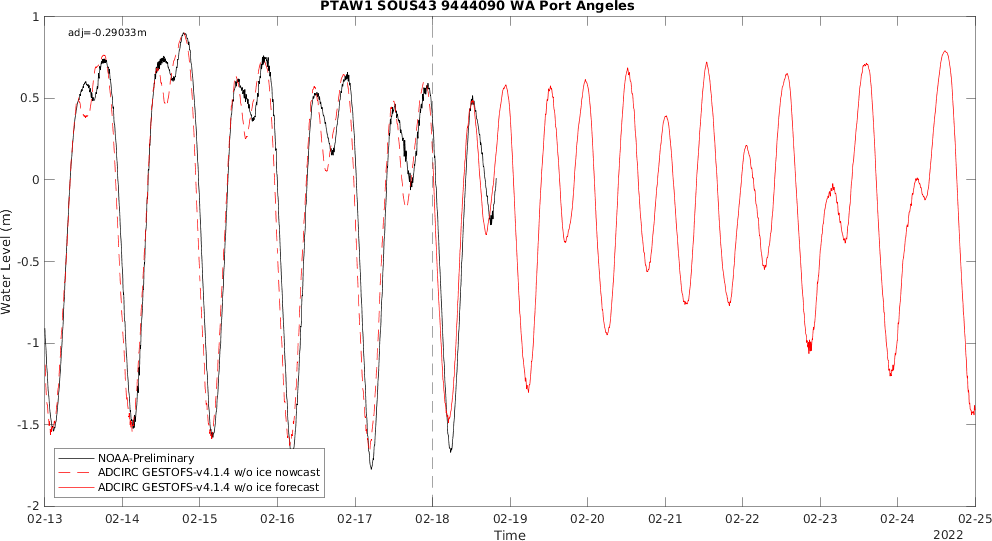 PTAW1 SOUS43 9444090 WA Port Angeles
adj=-0.29033m
1
0.5
0
-0.5
-1
-1.5
-2
Water Level (m)
NOAA-Preliminary
ADCIRC GESTOFS-v4.1.4 w/o ice nowcast
ADCIRC GESTOFS-v4.1.4 w/o ice forecast
02-13 02-14 02-15 02-16 02-17 02-18 02-19 02-20 02-21 02-22 02-23 02-24 02-25
Time
2022